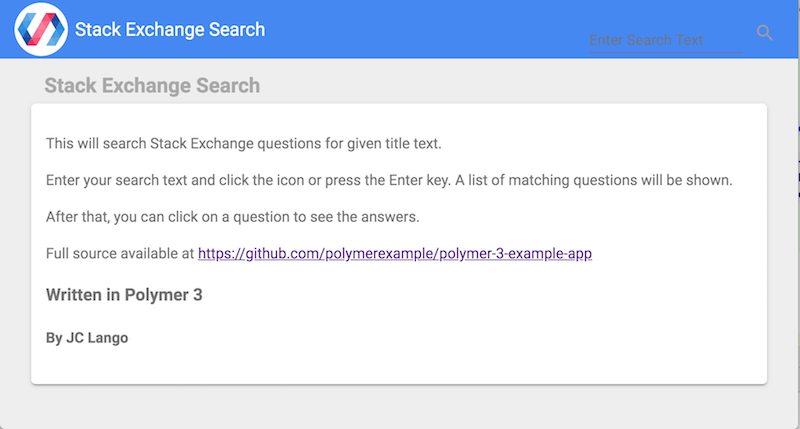 Stack Exchange Search
Enter Search Text
Stack Exchange Search
This will search Stack Exchange questions for given title text.
Enter your search text and click the icon or press the Enter key. A list of matching questions will be shown.
After that, you can click on a question to see the answers.
Full source available at https://github.com/polymerexample/polymer-3-example-app
Written in Polymer 3
By JC Lango